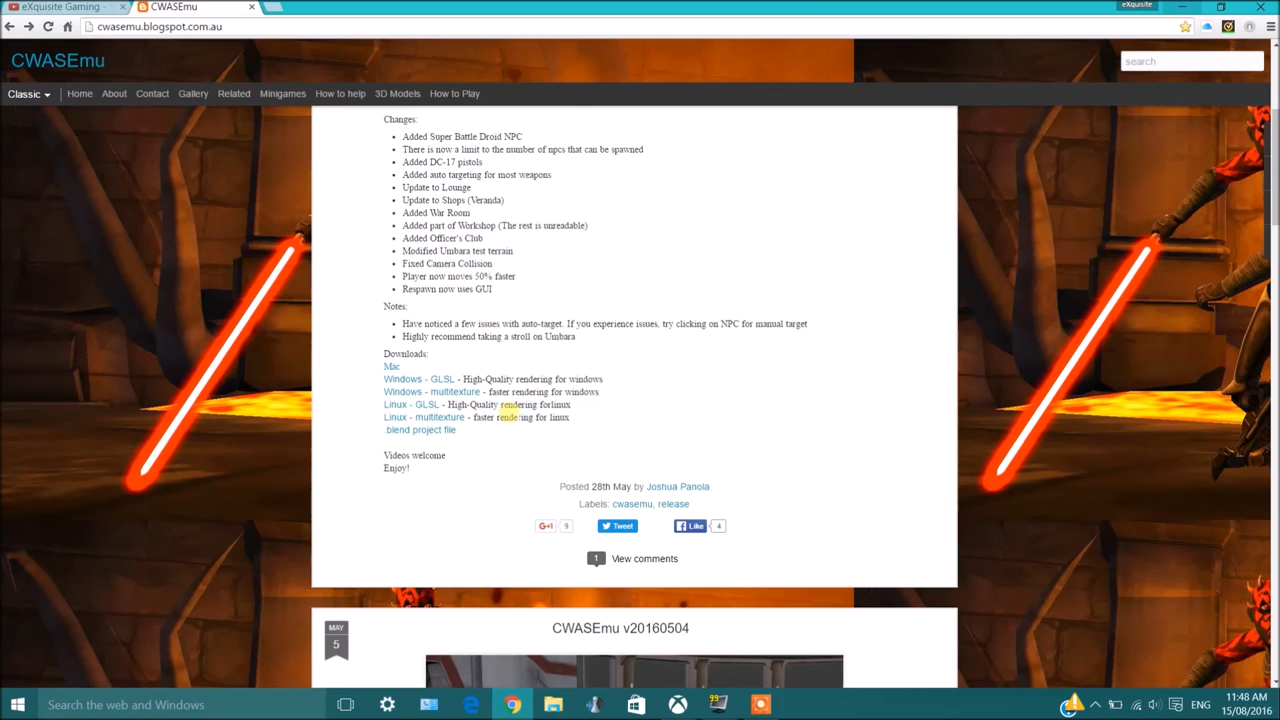 eXquisite Gaming -
CWASEmu
eXquisite
cwasemu.blogspot.com.au
CWASEmu
search
Classic
Home
About
Contact
Gallery
Related
Minigames
How to help
3D Models
How to Play
Changes:
Added Super Battle Droid NPC
There is now a limit to the number of npcs that can be spawned
Added DC-17 pistols
Added auto targeting for most weapons
Update to Lounge
Update to Shops (Veranda)
Added War Room
Added part of Workshop (The rest is unreadable)
Added Officer's Club
Modified Umbara test terrain
Fixed Camera Collision
Player now moves 50% faster
Respawn now uses GUI
Notes:
Have noticed a few issues with auto-target. If you experience issues, try clicking on NPC for manual target
Highly recommend taking a stroll on Umbara
Downloads:
Mac
Windows - GLSL - High-Quality rendering for windows
Windows - multitexture - faster rendering for windows
Linux - GLSL - High-Quality rendering forlinux
Linux - multitexture - faster rendering for linux
.blend project file
Videos welcome
Enjoy!
Posted 28th May by Joshua Panola
Labels: cwasemu, release
G+1 9
Tweet
Like 4
1 View comments
MAY
5
CWASEmu v20160504
Search the web and Windows
99
ENG
11:48 AM
15/08/2016